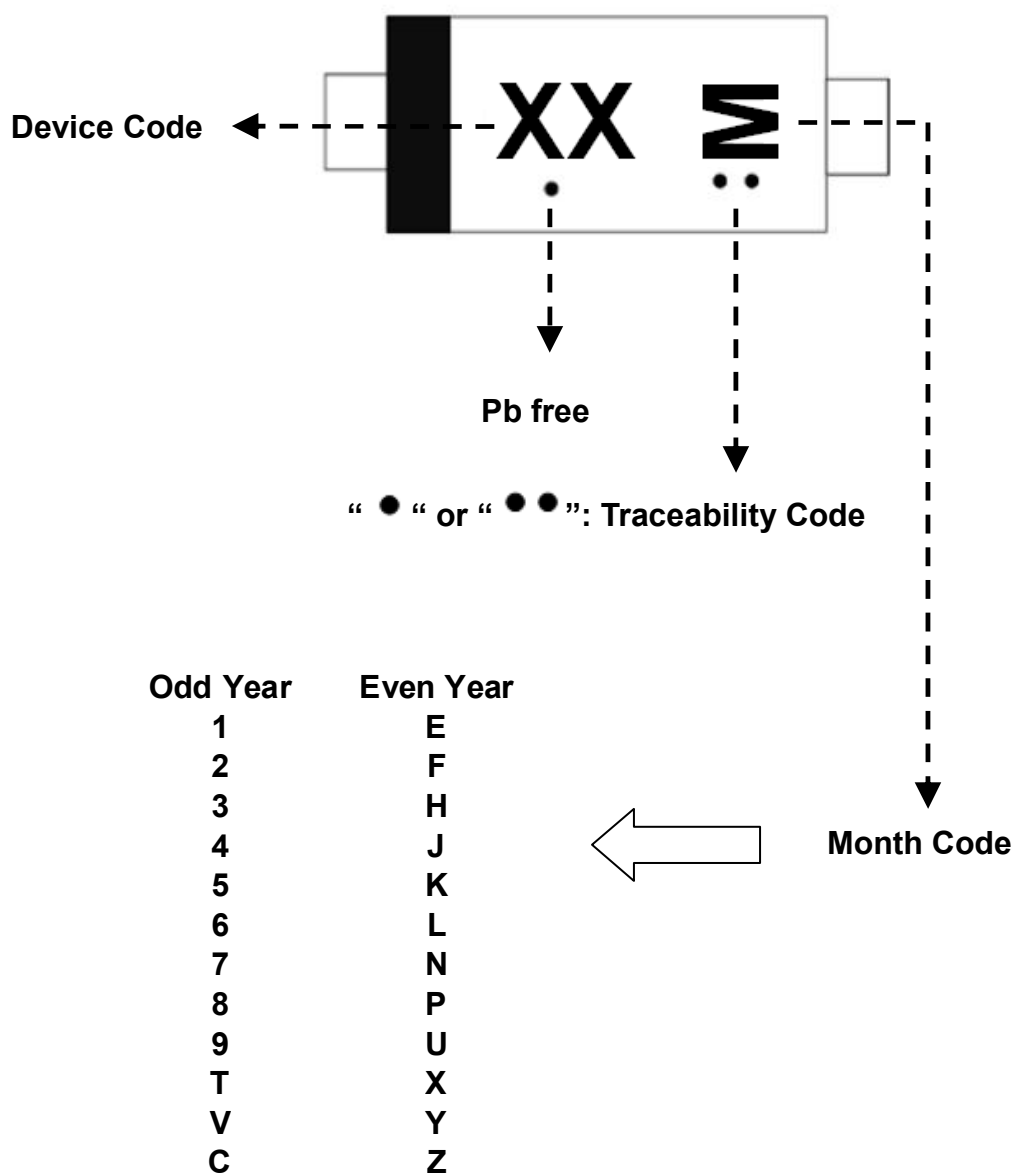 XX M
Device Code
Pb free
“ • “ or “ • • ”: Traceability Code
Odd Year Even Year
1 E
2 F
3 H
4 J
Month Code
5 K
6 L
7 N
8 P
9 U
T X
V Y
C Z